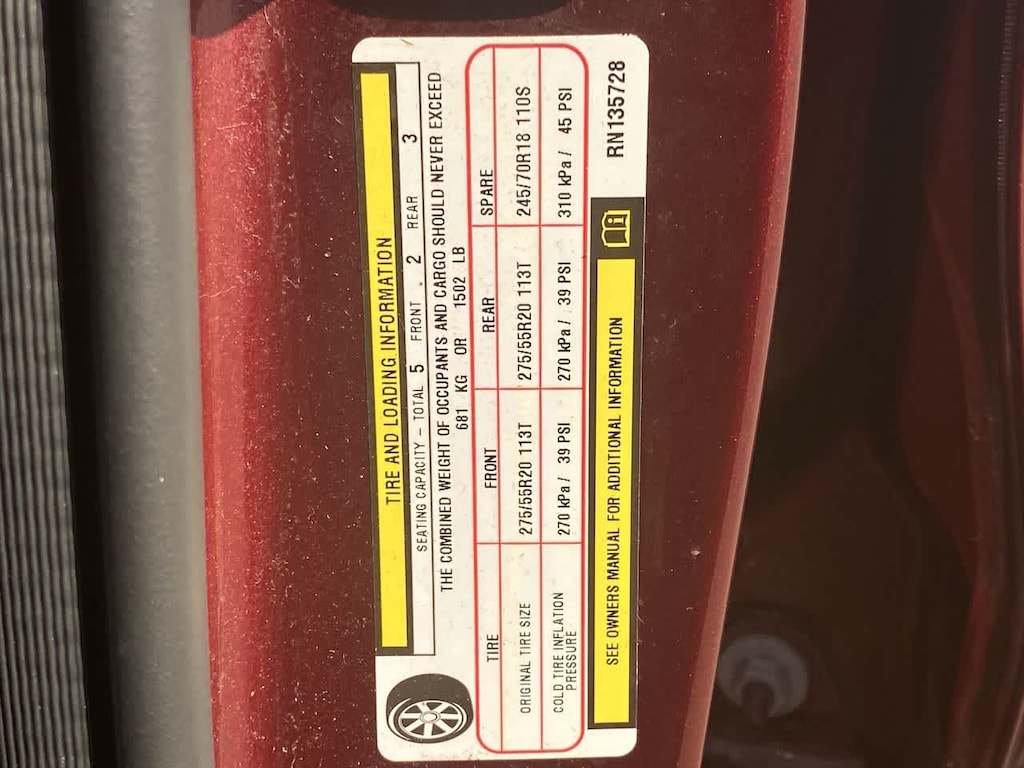 TIRE AND LOADING INFORMATION
SEATING CAPACITY – TOTAL 5 FRONT 2 REAR 3
THE COMBINED WEIGHT OF OCCUPANTS AND CARGO SHOULD NEVER EXCEED
681 KG OR 1502 LB
TIRE FRONT REAR SPARE
ORIGINAL TIRE SIZE 275/55R20 113T 275/55R20 113T 245/70R18 110S
COLD TIRE INFLATION PRESSURE 270 kPa / 39 PSI 270 kPa / 39 PSI 310 kPa / 45 PSI
SEE OWNERS MANUAL FOR ADDITIONAL INFORMATION
RN135728